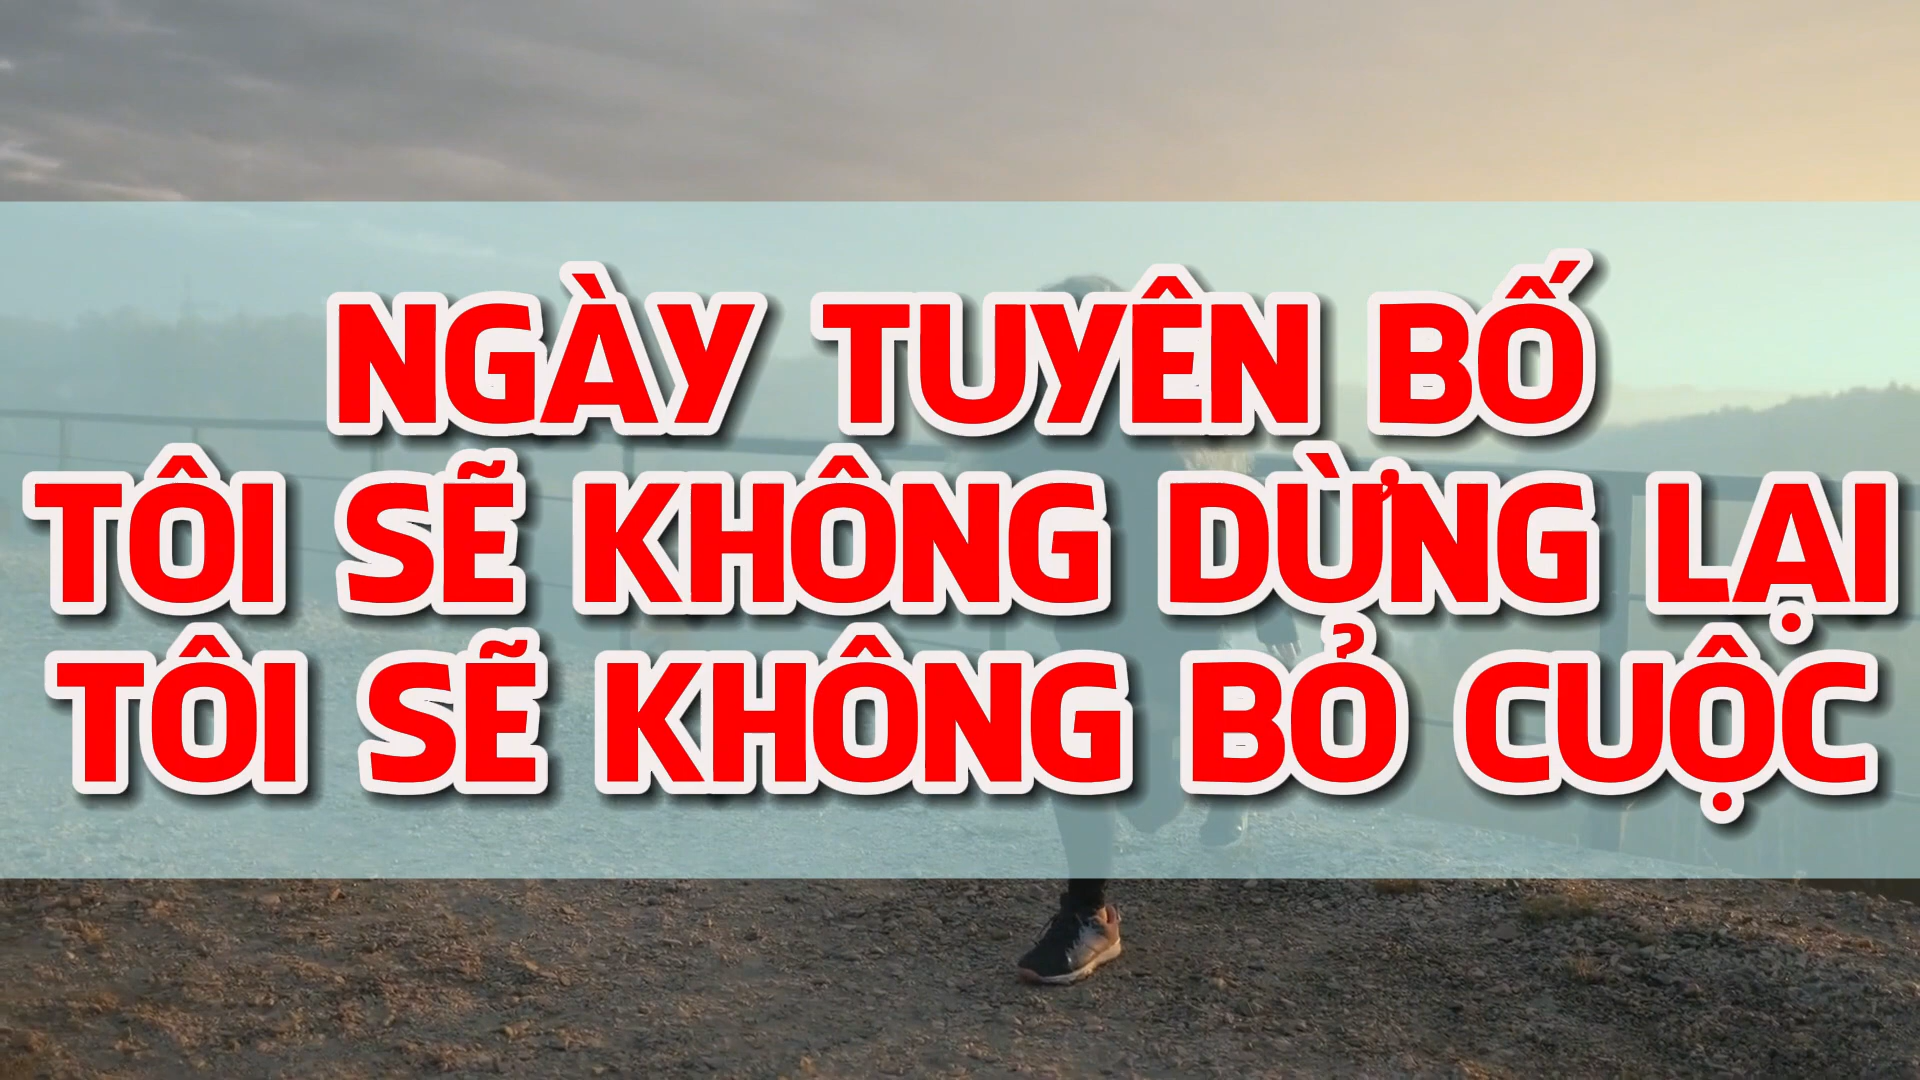 NGÀY TUYÊN BỐ
TÔI SẼ KHÔNG DỪNG LẠI
TÔI SẼ KHÔNG BỎ CUỘC